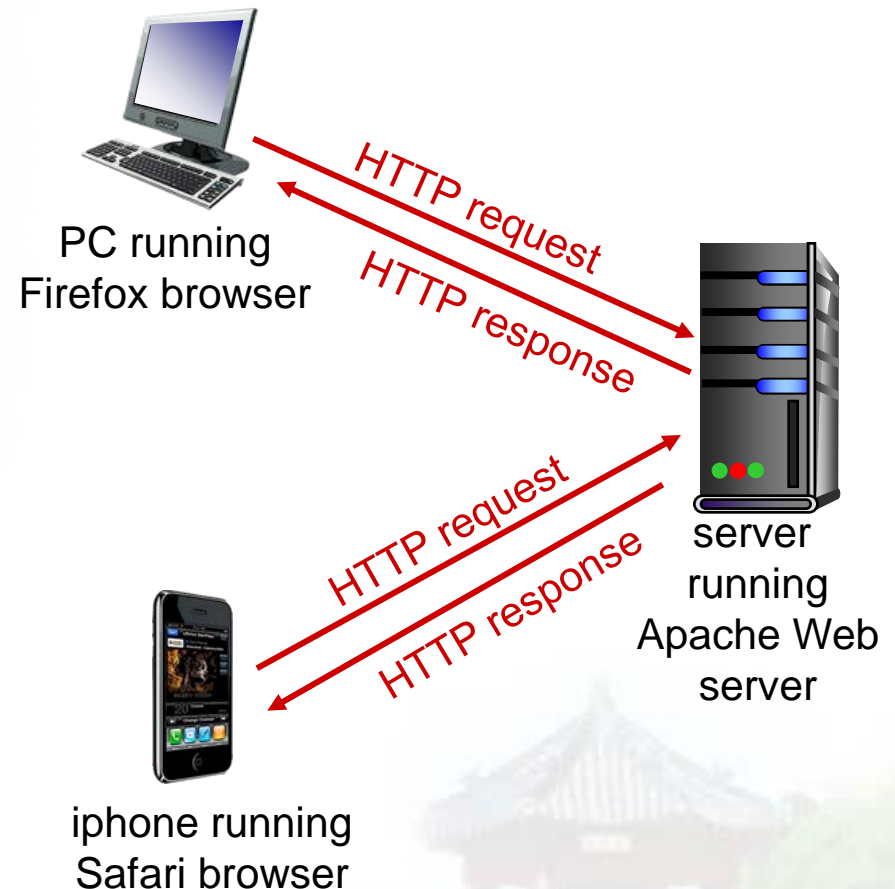 HTTP request
HTTP response
PC running
Firefox browser
HTTP request
HTTP response
server
running
Apache Web
server
iphone running
Safari browser